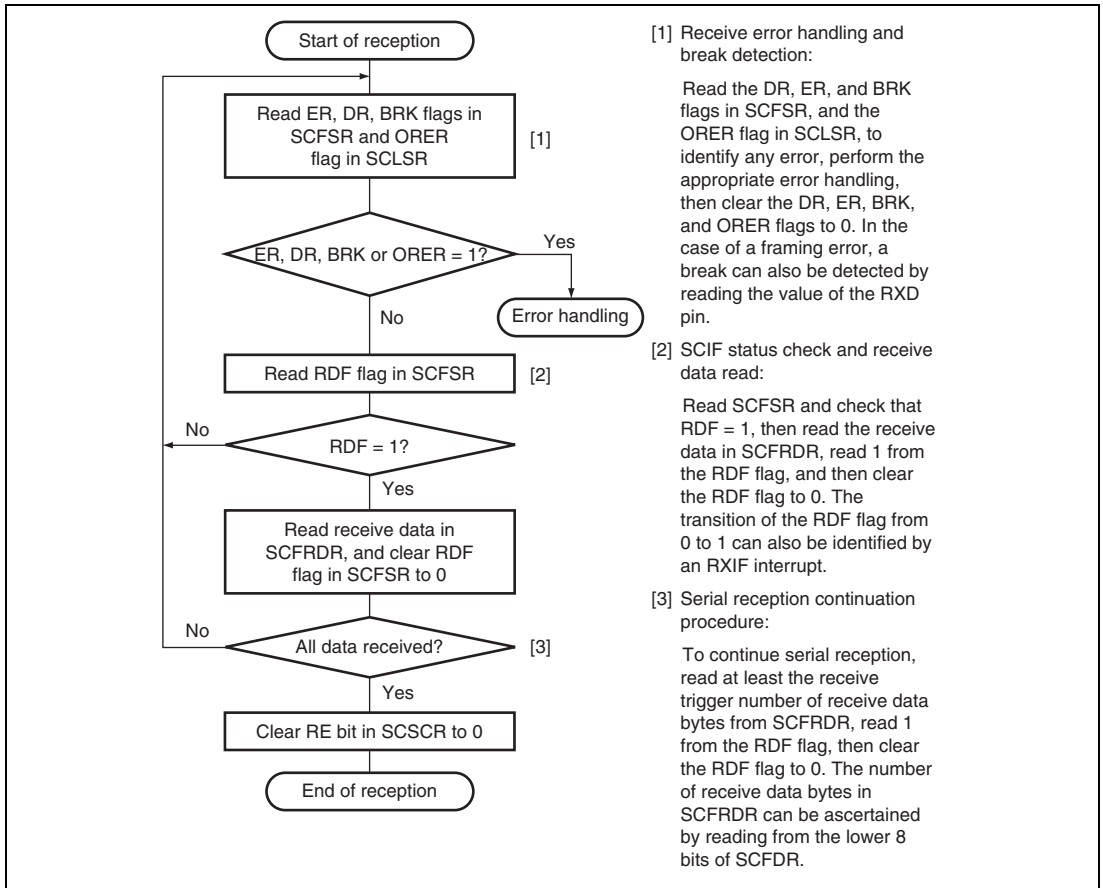 Start of reception
Read ER, DR, BRK flags in
SCFSR and ORER
flag in SCLSR
[1]
ER, DR, BRK or ORER = 1?
Yes
Error handling
No
Read RDF flag in SCFSR
[2]
No
RDF = 1?
Yes
Read receive data in
SCFRDR, and clear RDF
flag in SCFSR to 0
No
All data received?
[3]
Yes
Clear RE bit in SCSCR to 0
End of reception
[1] Receive error handling and
break detection:
Read the DR, ER, and BRK
flags in SCFSR, and the
ORER flag in SCLSR, to
identify any error, perform the
appropriate error handling,
then clear the DR, ER, BRK,
and ORER flags to 0. In the
case of a framing error, a
break can also be detected by
reading the value of the RXD
pin.
[2] SCIF status check and receive
data read:
Read SCFSR and check that
RDF = 1, then read the receive
data in SCFRDR, read 1 from
the RDF flag, and then clear
the RDF flag to 0. The
transition of the RDF flag from
0 to 1 can also be identified by
an RXIF interrupt.
[3] Serial reception continuation
procedure:
To continue serial reception,
read at least the receive
trigger number of receive data
bytes from SCFRDR, read 1
from the RDF flag, then clear
the RDF flag to 0. The number
of receive data bytes in
SCFRDR can be ascertained
by reading from the lower 8
bits of SCFDR.